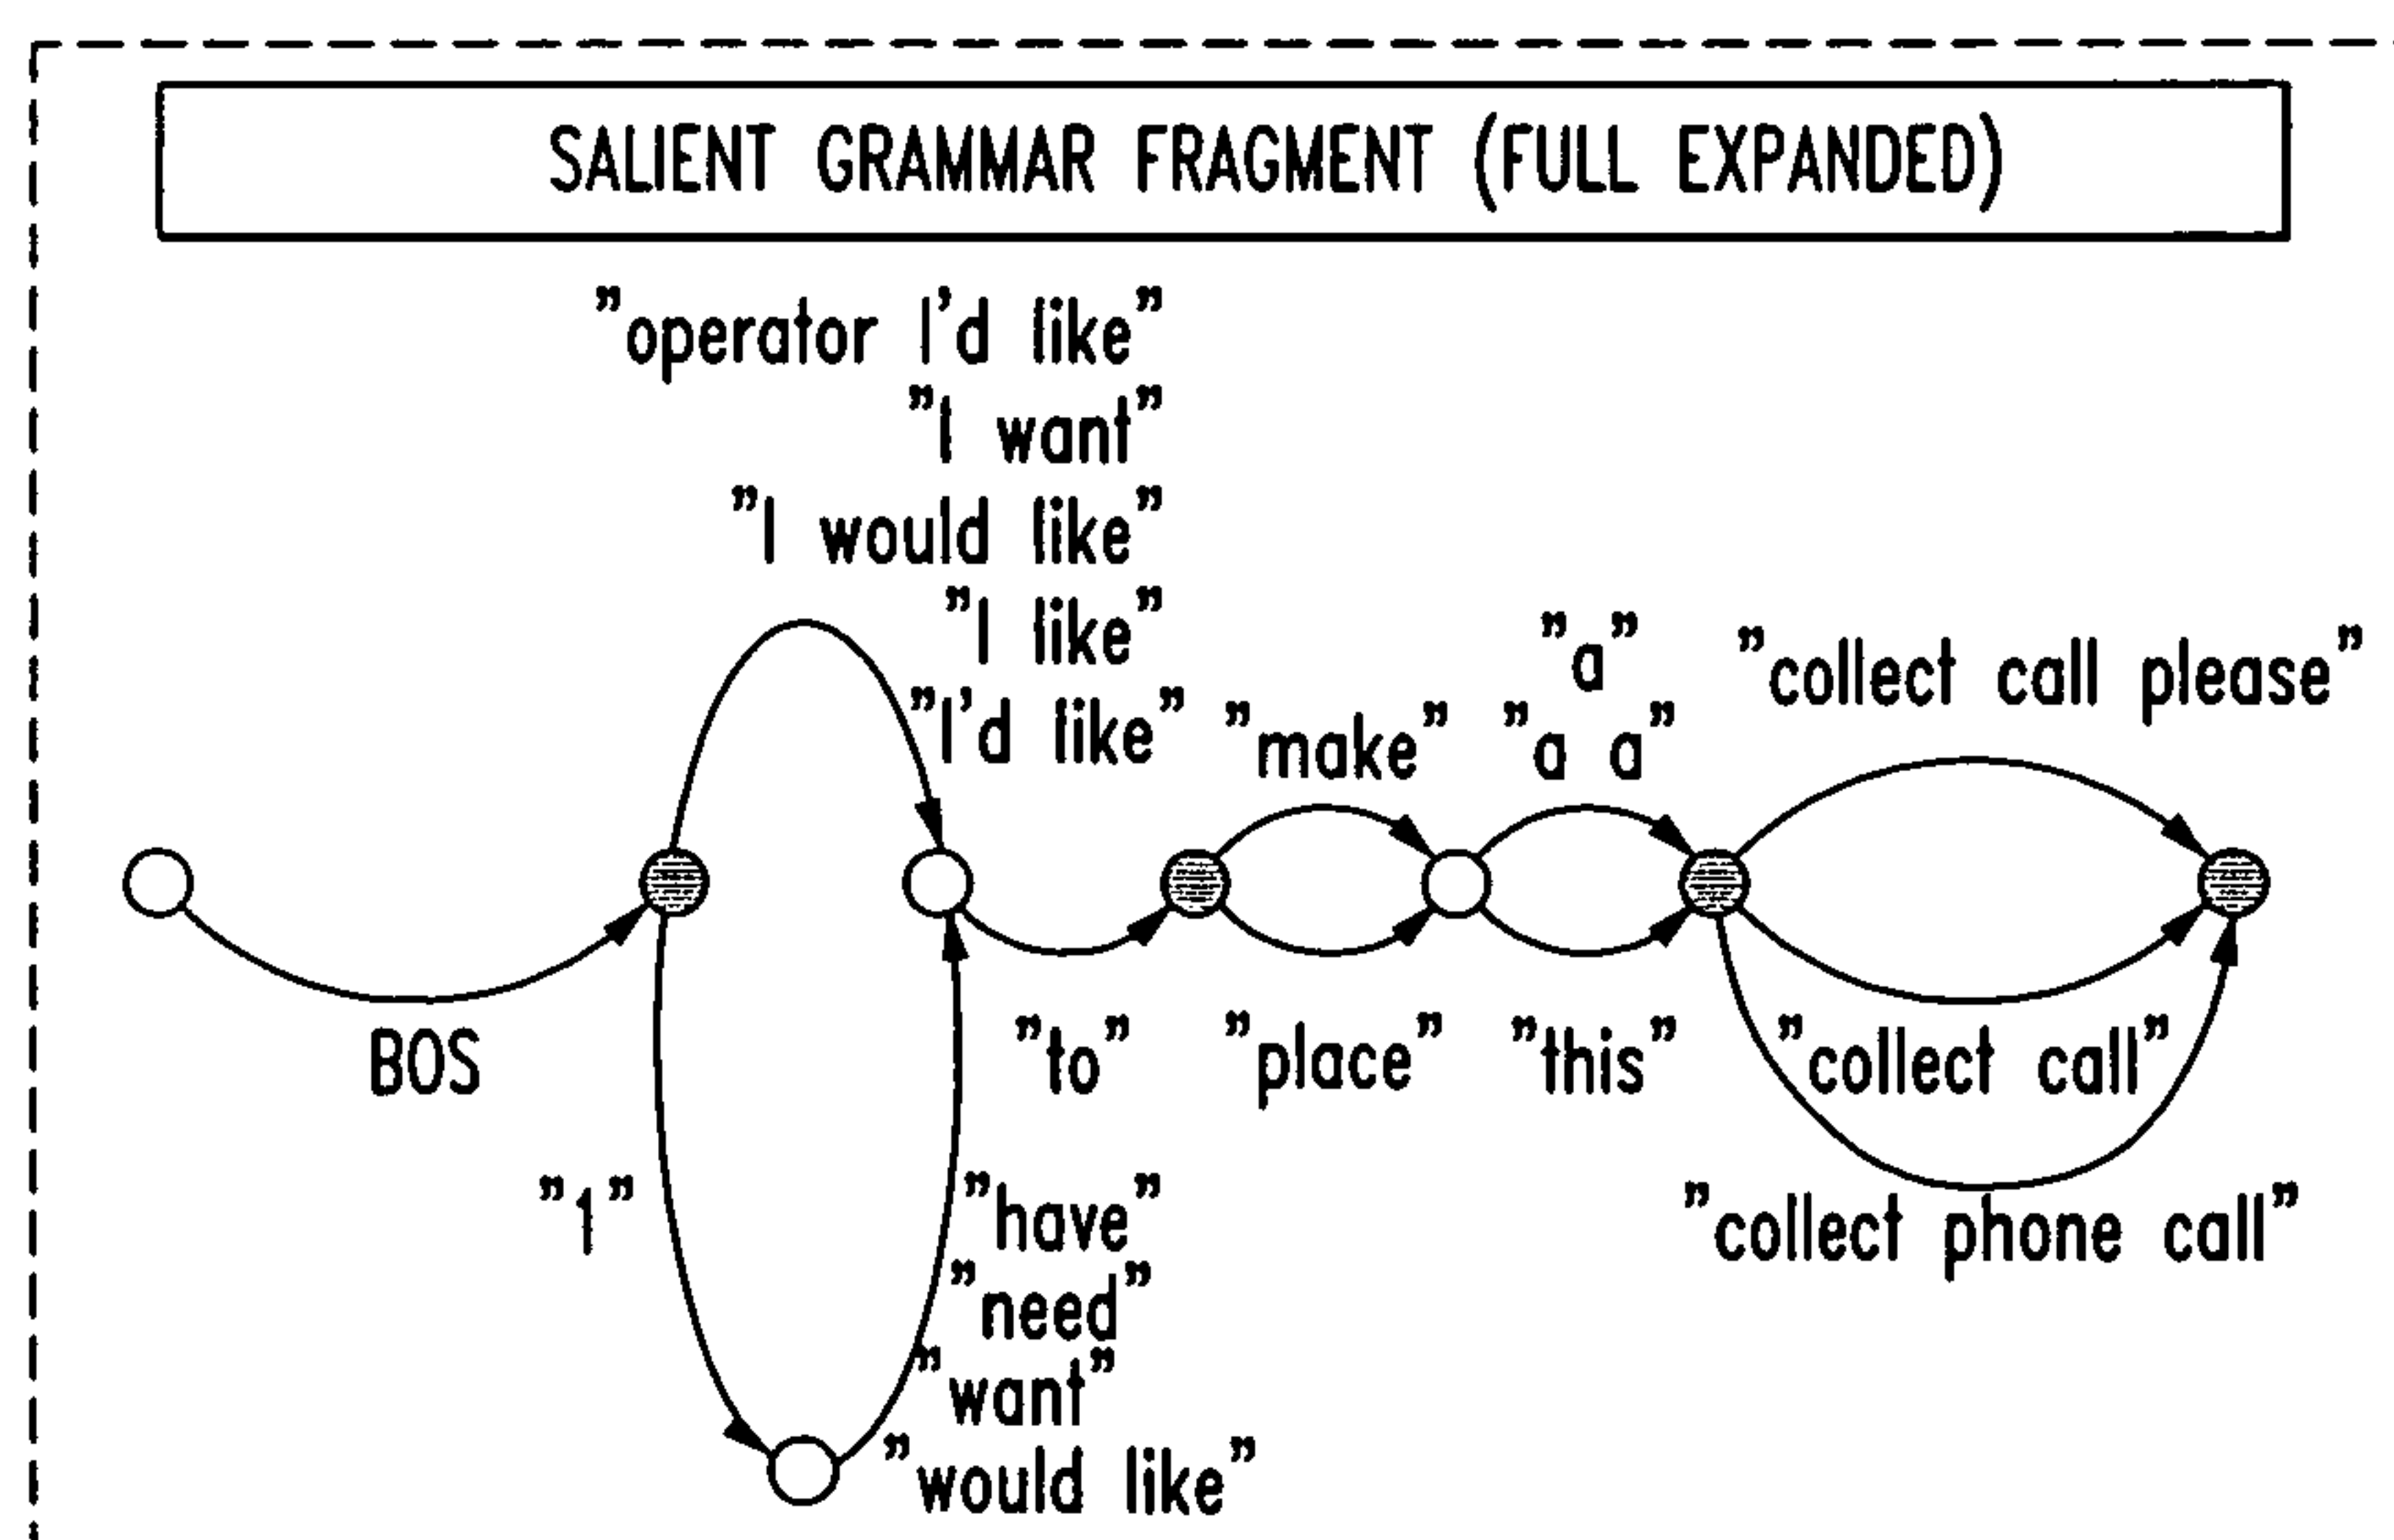 SALIENT GRAMMAR FRAGMENT (FULL EXPANDED)
"operator I'd like"
"I want"
"I would like"
"I like"
"I'd like"
"make"
"a"
"a a"
"collect call please"
BOS
"to"
"place"
"this"
"collect call"
"1"
"have"
"need"
"want"
"would like"
"collect phone call"